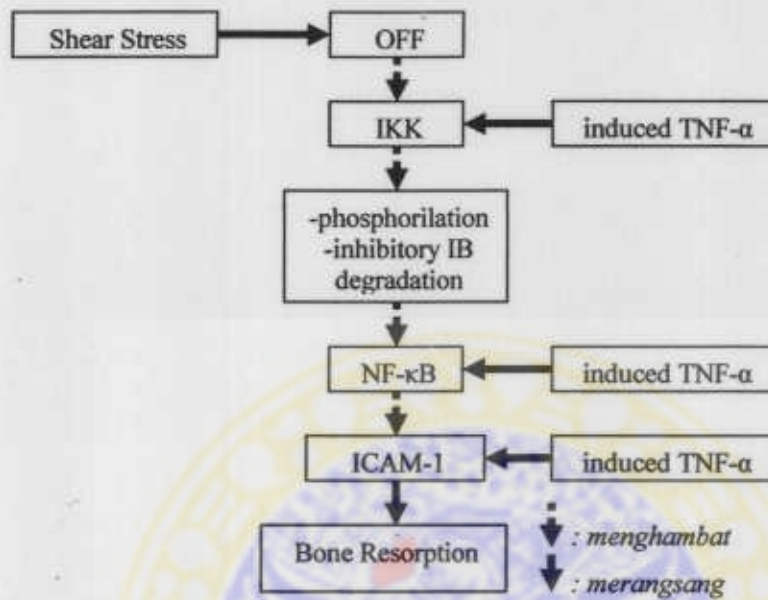 Shear Stress
OFF
IKK
induced TNF-α
-phosphorilation
-inhibitory IB
degradation
NF-κB
induced TNF-α
ICAM-1
induced TNF-α
Bone Resorption
: menghambat
: merangsang